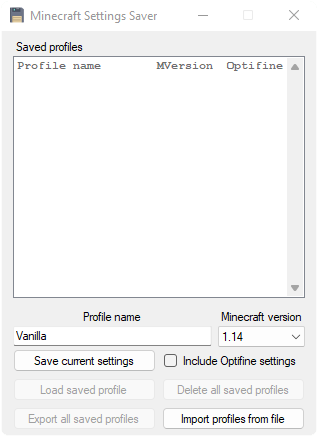 Minecraft Settings Saver
Saved profiles
Profile name MVersion Optifine
Profile name Minecraft version
Vanilla 1.14
Save current settings Include Optifine settings
Load saved profile Delete all saved profiles
Export all saved profiles Import profiles from file